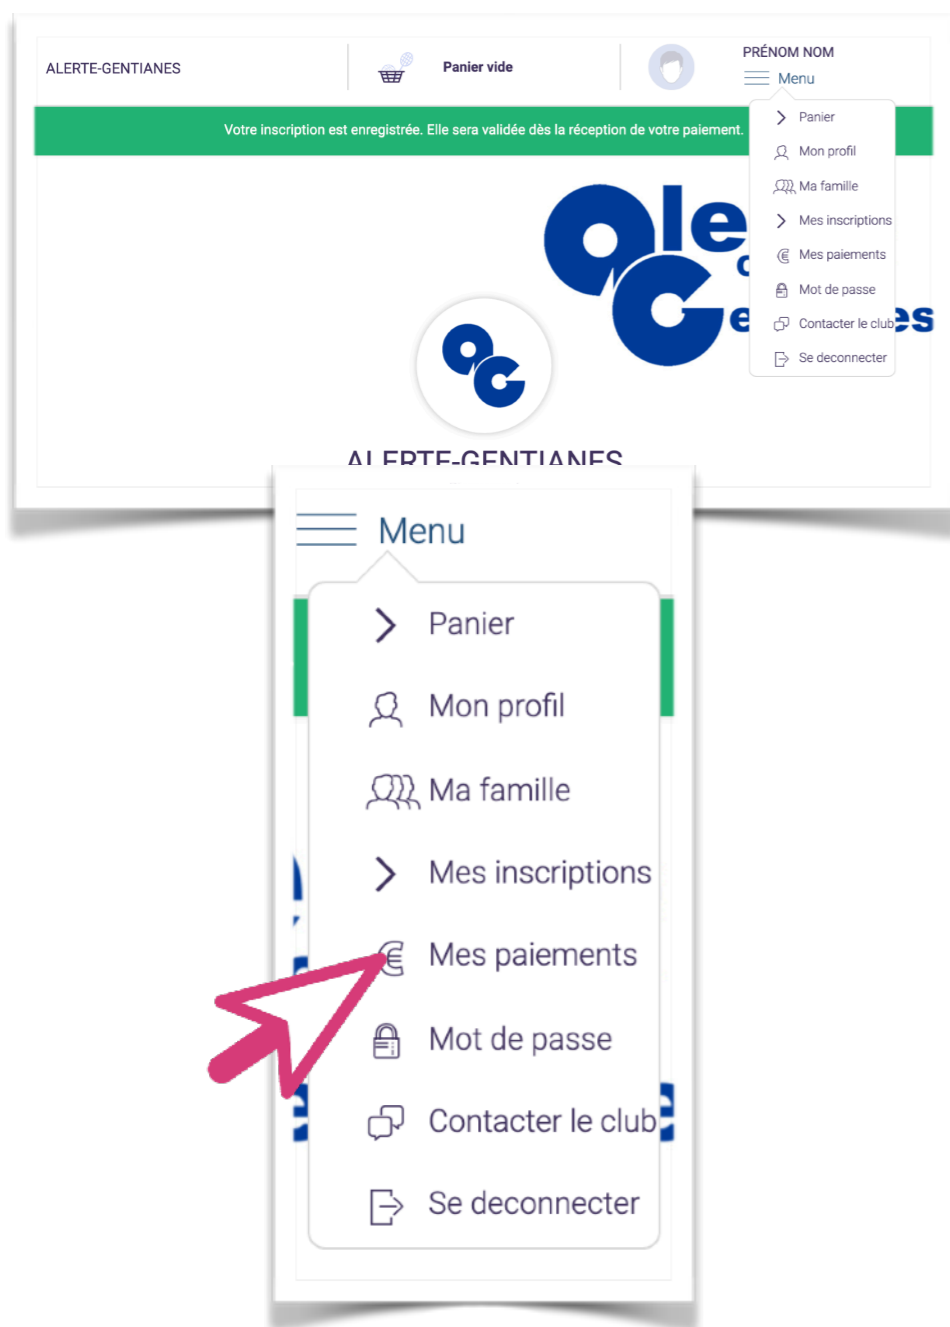 ALERTE-GENTIANES
Panier vide
PRÉNOM NOM
Menu
Votre inscription est enregistrée. Elle sera validée dès la réception de votre paiement.
Panier
Mon profil
Ma famille
Mes inscriptions
Mes paiements
Mot de passe
Contacter le club
Se deconnecter
ALERTE-GENTIANES
Menu
Panier
Mon profil
Ma famille
Mes inscriptions
Mes paiements
Mot de passe
Contacter le club
Se deconnecter